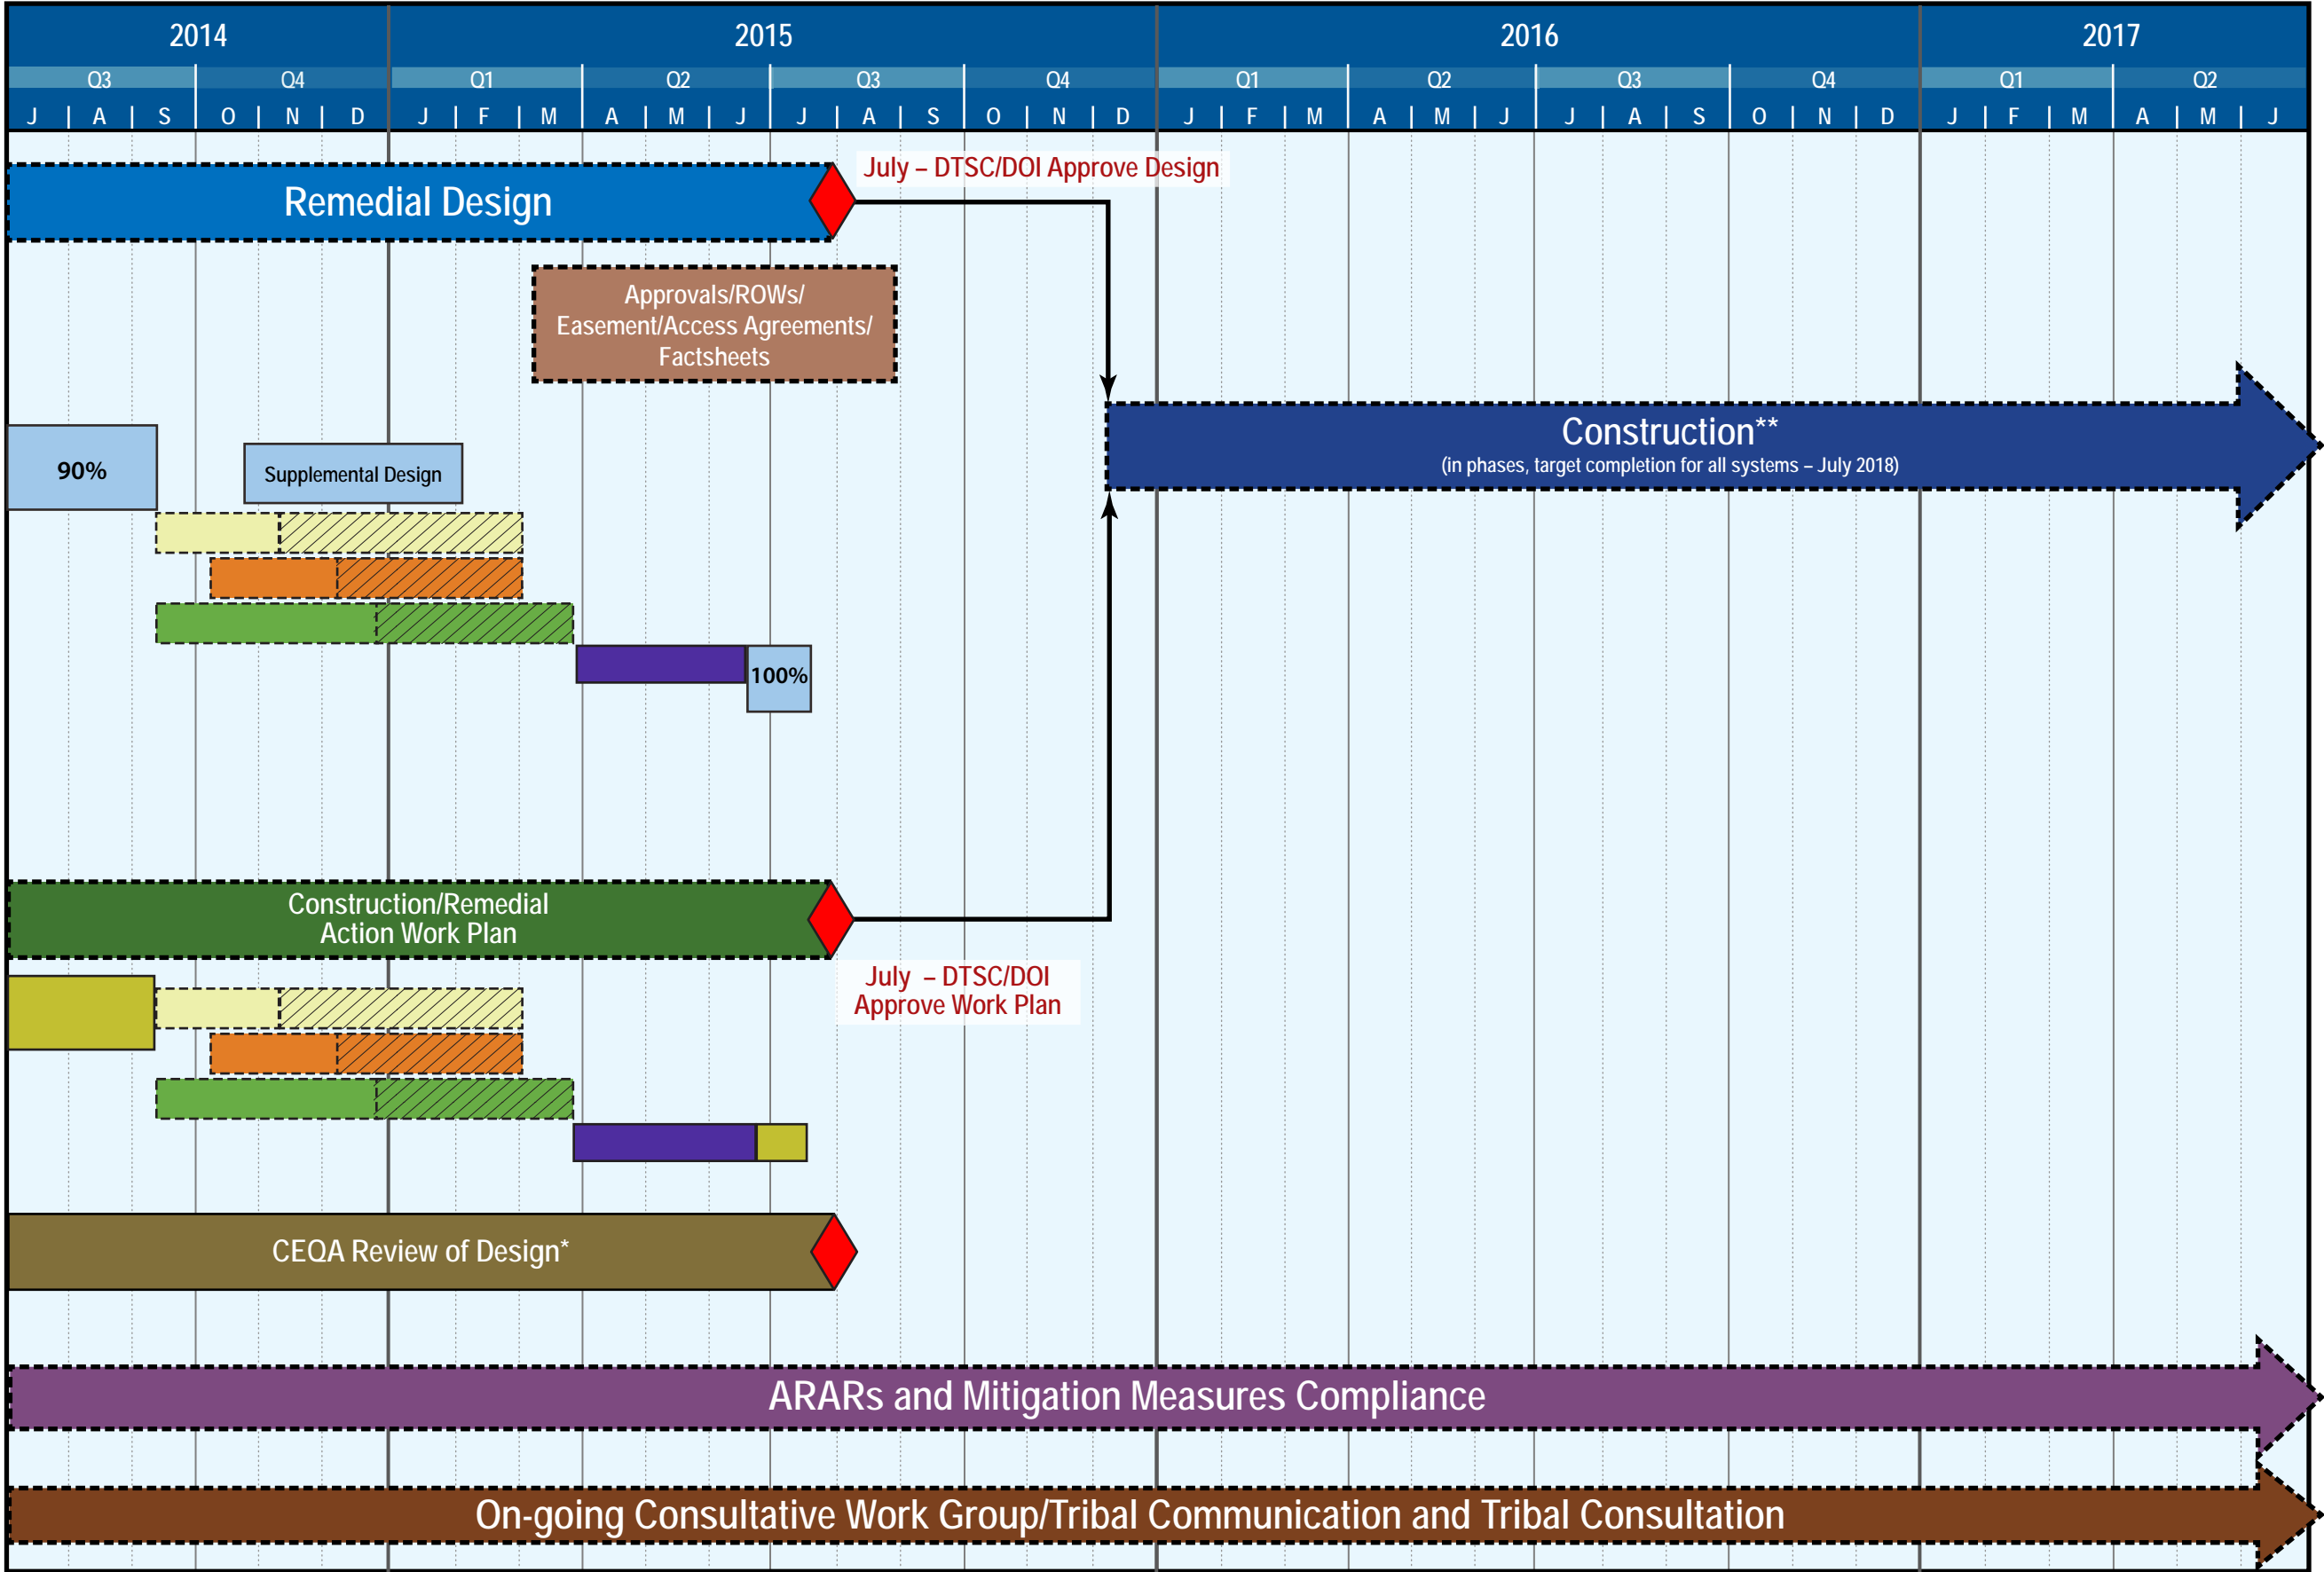 2014 2015 2016 2017
Q3 Q4 Q1 Q2 Q3 Q4 Q1 Q2 Q3 Q4 Q1 Q2
J A S O N D J F M A M J J A S O N D J F M A M J J A S O N D J F M A M J
July – DTSC/DOI Approve Design
Remedial Design
Approvals/ROWs/
Easement/Access Agreements/
Factsheets
Construction**
(in phases, target completion for all systems – July 2018)
90%
Supplemental Design
100%
Construction/Remedial
Action Work Plan
July – DTSC/DOI
Approve Work Plan
CEQA Review of Design*
ARARs and Mitigation Measures Compliance
On-going Consultative Work Group/Tribal Communication and Tribal Consultation